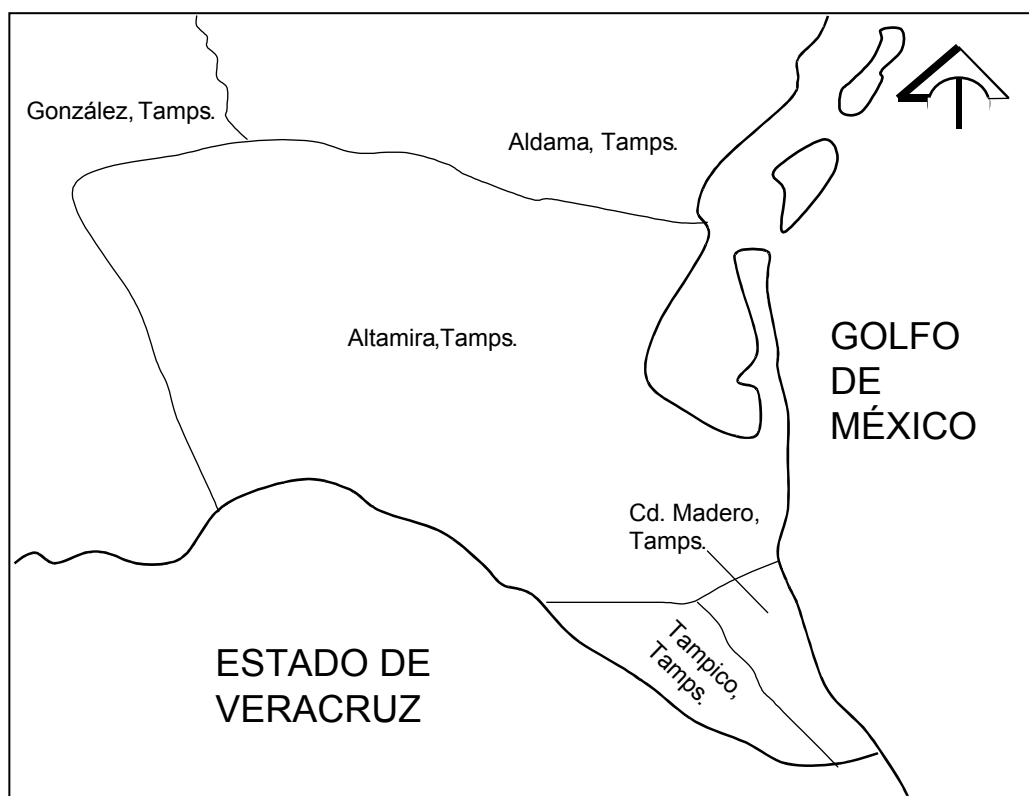 González, Tamps.
Aldama, Tamps.
Altamira,Tamps.
GOLFO
DE
MÉXICO
Cd. Madero,
Tamps.
Tampico,
Tamps.
ESTADO DE
VERACRUZ